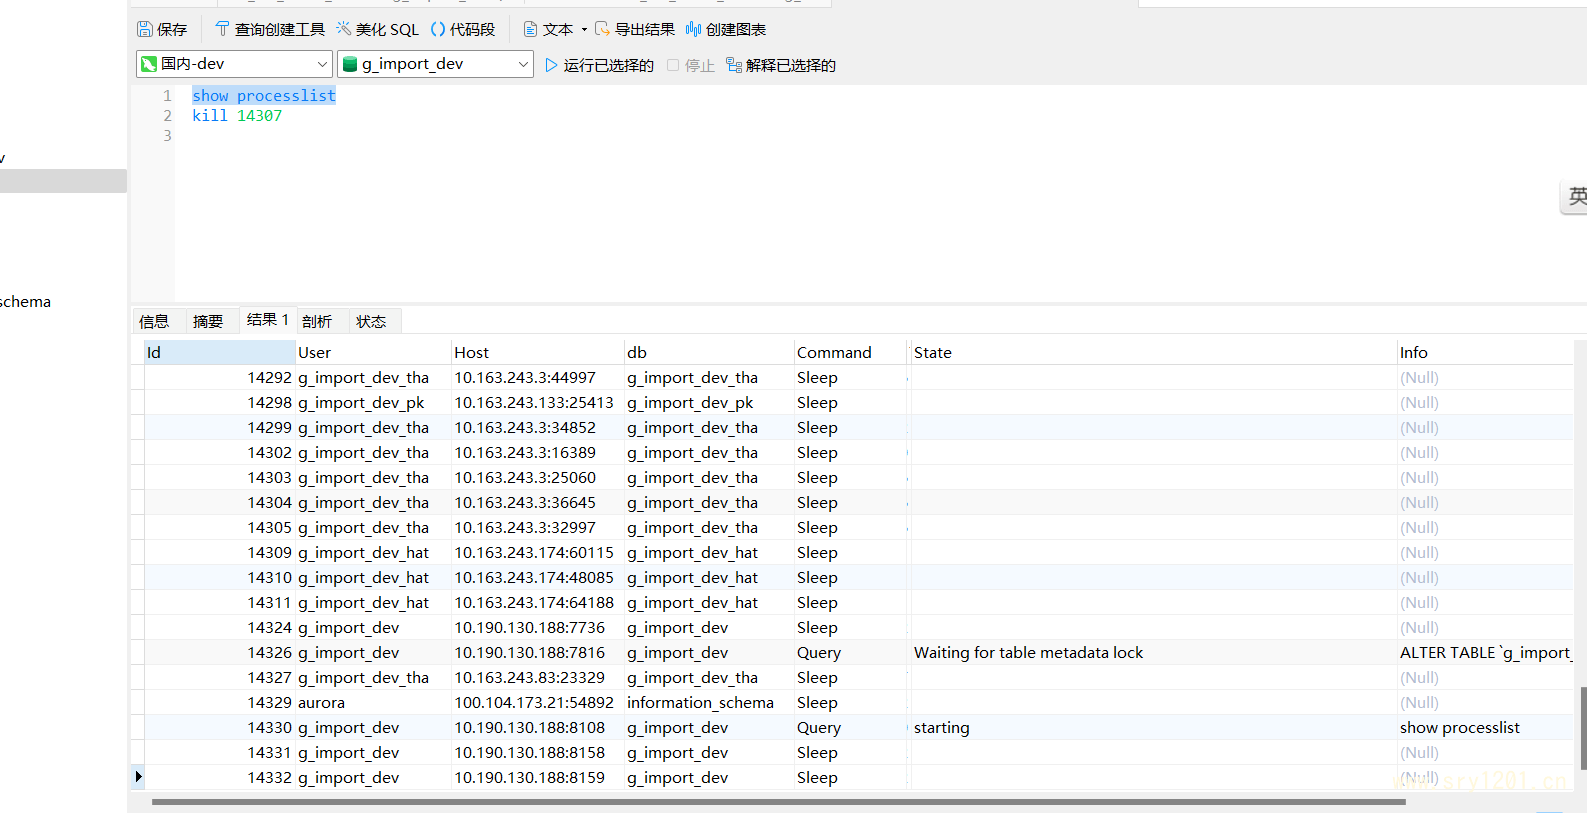 保存 查询创建工具 美化 SQL 代码段 文本 导出结果 创建图表
国内-dev g_import_dev 运行已选择的 停止 解释已选择的
1 show processlist
2 kill 14307
3
v
英
schema
信息 摘要 结果 1 剖析 状态
Id User Host db Command State Info
14292 g_import_dev_tha 10.163.243.3:44997 g_import_dev_tha Sleep (Null)
14298 g_import_dev_pk 10.163.243.133:25413 g_import_dev_pk Sleep (Null)
14299 g_import_dev_tha 10.163.243.3:34852 g_import_dev_tha Sleep (Null)
14302 g_import_dev_tha 10.163.243.3:16389 g_import_dev_tha Sleep (Null)
14303 g_import_dev_tha 10.163.243.3:25060 g_import_dev_tha Sleep (Null)
14304 g_import_dev_tha 10.163.243.3:36645 g_import_dev_tha Sleep (Null)
14305 g_import_dev_tha 10.163.243.3:32997 g_import_dev_tha Sleep (Null)
14309 g_import_dev_hat 10.163.243.174:60115 g_import_dev_hat Sleep (Null)
14310 g_import_dev_hat 10.163.243.174:48085 g_import_dev_hat Sleep (Null)
14311 g_import_dev_hat 10.163.243.174:64188 g_import_dev_hat Sleep (Null)
14324 g_import_dev 10.190.130.188:7736 g_import_dev Sleep (Null)
14326 g_import_dev 10.190.130.188:7816 g_import_dev Query Waiting for table metadata lock ALTER TABLE `g_import_
14327 g_import_dev_tha 10.163.243.83:23329 g_import_dev_tha Sleep (Null)
14329 aurora 100.104.173.21:54892 information_schema Sleep (Null)
14330 g_import_dev 10.190.130.188:8108 g_import_dev Query starting show processlist
14331 g_import_dev 10.190.130.188:8158 g_import_dev Sleep (Null)
14332 g_import_dev 10.190.130.188:8159 g_import_dev Sleep (Null)
www.sry1201.cn